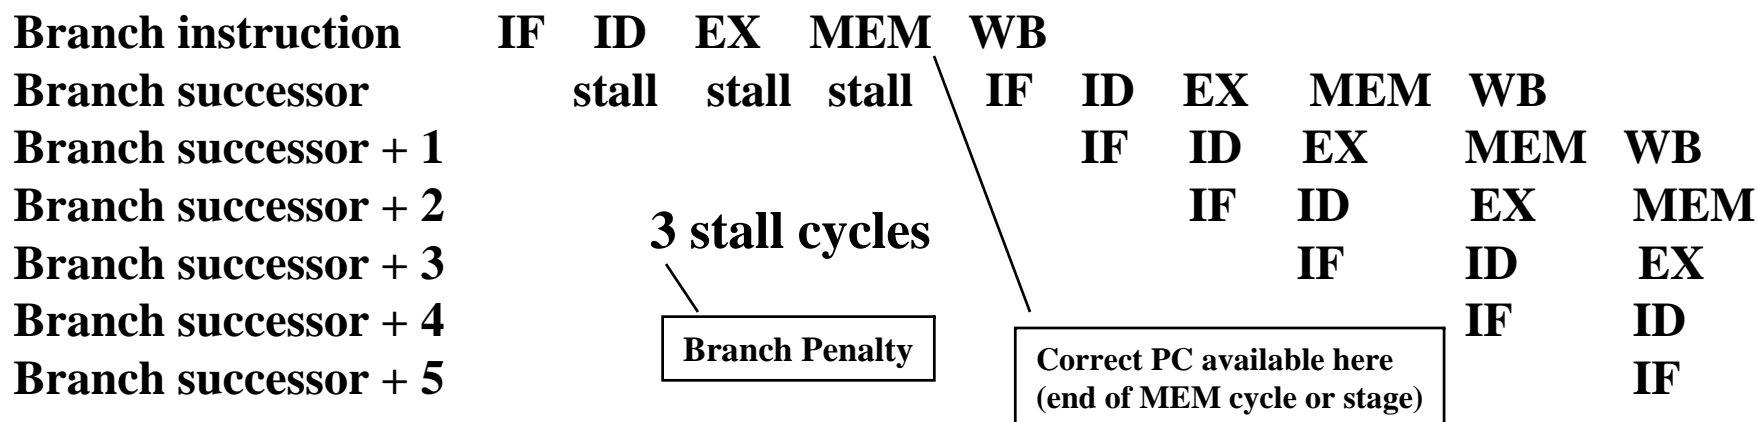 Branch instruction IF ID EX MEM WB
Branch successor stall stall stall IF ID EX MEM WB
Branch successor + 1 IF ID EX MEM WB
Branch successor + 2 IF ID EX MEM
3 stall cycles
Branch successor + 3 IF ID EX
Branch successor + 4 IF ID
Branch Penalty
Correct PC available here
Branch successor + 5 IF
(end of MEM cycle or stage)